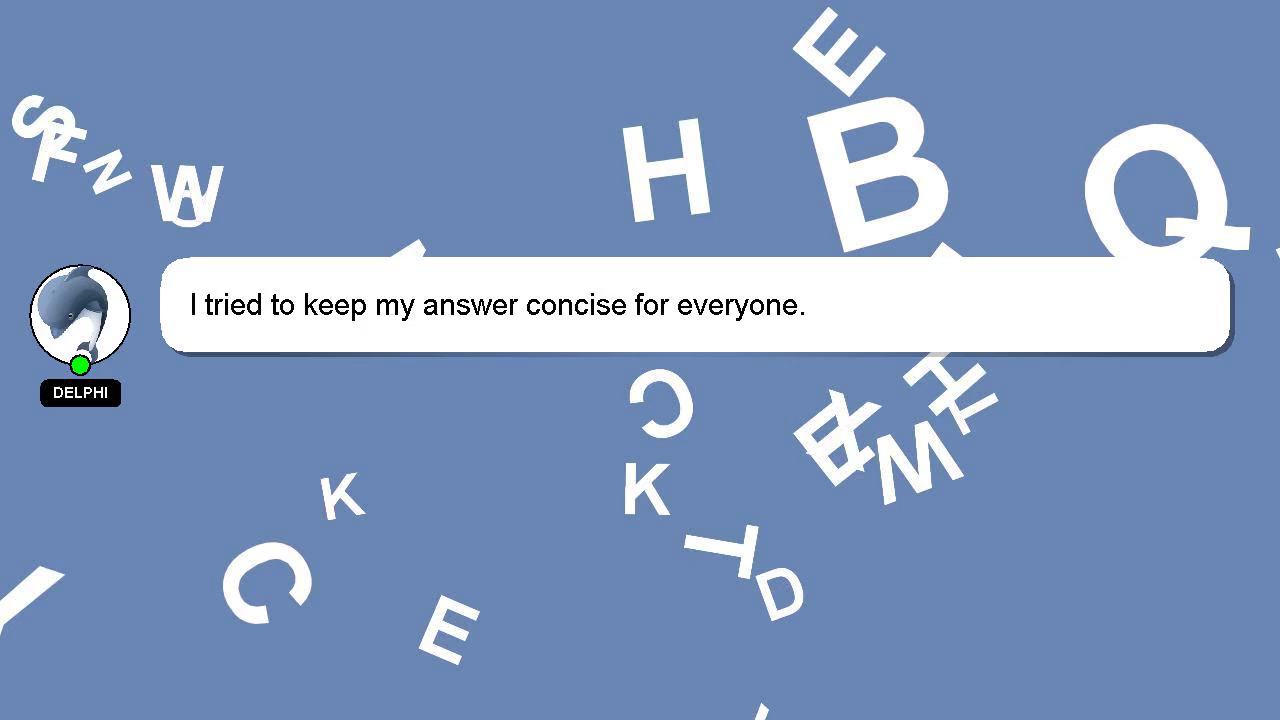 I tried to keep my answer concise for everyone.
DELPHI
E
S
F
N
W
H
B
Q
C
K
K
E
M
H
T
D
C
E